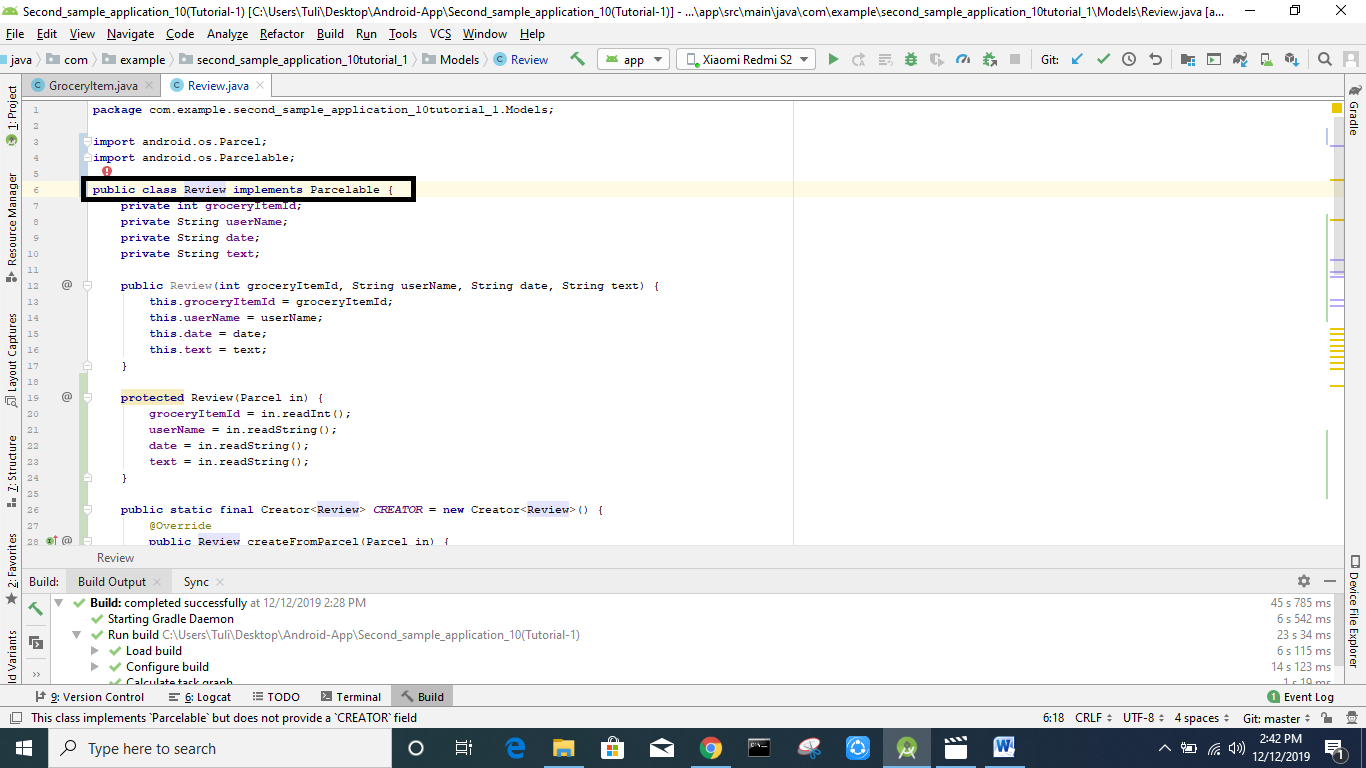 Second_sample_application_10(Tutorial-1) [C:\Users\Tuli\Desktop\Android-App\Second_sample_application_10(Tutorial-1)] - ...\app\src\main\java\com\example\second_sample_application_10tutorial_1\Models\Review.java [a...
File Edit View Navigate Code Analyze Refactor Build Run Tools VCS Window Help
java com example second_sample_application_10tutorial_1 Models Review app Xiaomi Redmi S2 Git:
GroceryItem.java Review.java
1: Project
Resource Manager
Layout Captures
7: Structure
2: Favorites
ld Variants
1 package com.example.second_sample_application_10tutorial_1.Models;
2
3 import android.os.Parcel;
4 import android.os.Parcelable;
5
6 public class Review implements Parcelable {
7 private int groceryItemId;
8 private String userName;
9 private String date;
10 private String text;
11
12 @ public Review(int groceryItemId, String userName, String date, String text) {
13 this.groceryItemId = groceryItemId;
14 this.userName = userName;
15 this.date = date;
16 this.text = text;
17 }
18
19 @ protected Review(Parcel in) {
20 groceryItemId = in.readInt();
21 userName = in.readString();
22 date = in.readString();
23 text = in.readString();
24 }
25
26 public static final Creator<Review> CREATOR = new Creator<Review>() {
27 @Override
28 @ public Review createFromParcel(Parcel in) {
Gradle
Device File Explorer
Review
Build: Build Output Sync
Build: completed successfully at 12/12/2019 2:28 PM 45 s 785 ms
Starting Gradle Daemon 6 s 542 ms
Run build C:\Users\Tuli\Desktop\Android-App\Second_sample_application_10(Tutorial-1) 23 s 34 ms
Load build 6 s 115 ms
Configure build 14 s 123 ms
Calculate task graph 1 s 19 ms
9: Version Control 6: Logcat TODO Terminal Build 1 Event Log
This class implements `Parcelable` but does not provide a `CREATOR` field 6:18 CRLF UTF-8 4 spaces Git: master
Type here to search
2:42 PM
12/12/2019
1